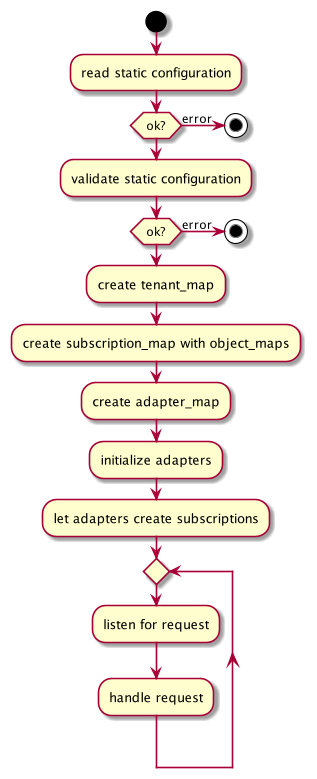 read static configuration
ok?
error
validate static configuration
ok?
error
create tenant_map
create subscription_map with object_maps
create adapter_map
initialize adapters
let adapters create subscriptions
listen for request
handle request